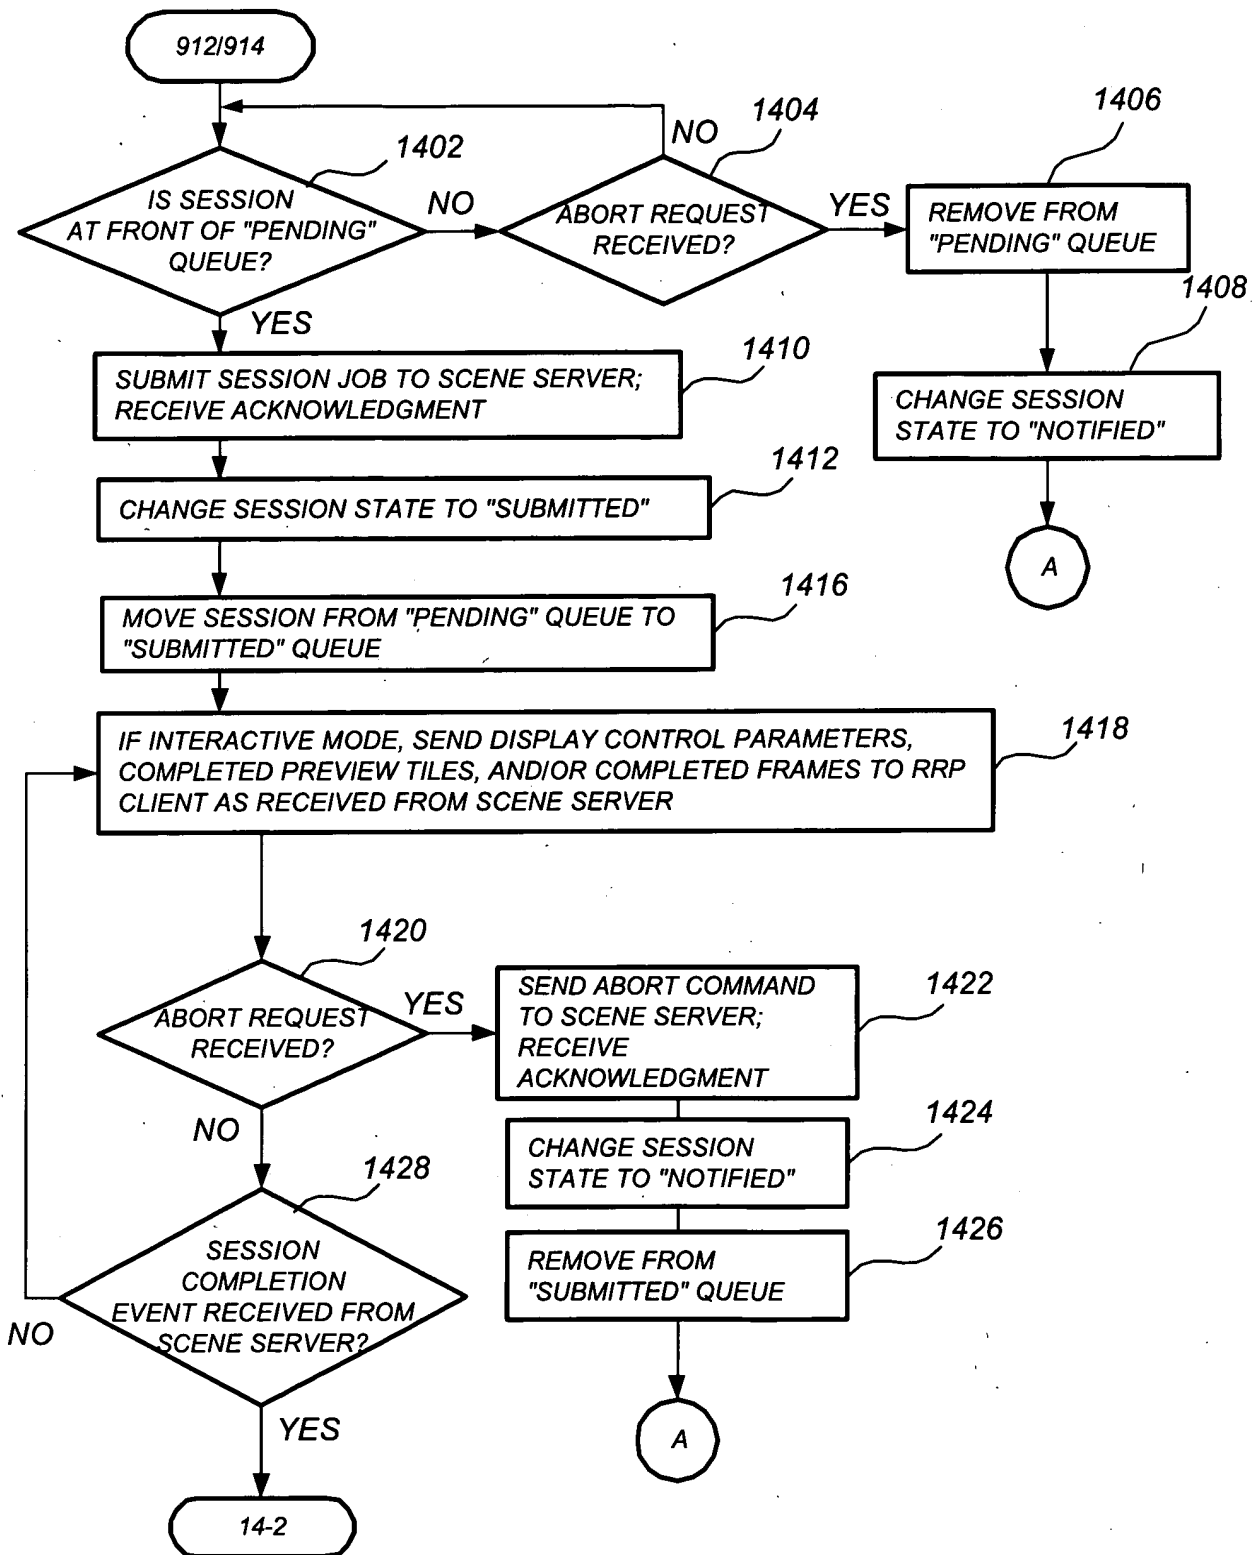 912/914
1402
IS SESSION
AT FRONT OF "PENDING"
QUEUE?
NO
YES
1404
NO
ABORT REQUEST
RECEIVED?
YES
1406
REMOVE FROM
"PENDING" QUEUE
1408
CHANGE SESSION
STATE TO "NOTIFIED"
A
1410
SUBMIT SESSION JOB TO SCENE SERVER;
RECEIVE ACKNOWLEDGMENT
1412
CHANGE SESSION STATE TO "SUBMITTED"
1416
MOVE SESSION FROM "PENDING" QUEUE TO
"SUBMITTED" QUEUE
1418
IF INTERACTIVE MODE, SEND DISPLAY CONTROL PARAMETERS,
COMPLETED PREVIEW TILES, AND/OR COMPLETED FRAMES TO RRP
CLIENT AS RECEIVED FROM SCENE SERVER
1420
ABORT REQUEST
RECEIVED?
YES
NO
1422
SEND ABORT COMMAND
TO SCENE SERVER;
RECEIVE
ACKNOWLEDGMENT
1424
CHANGE SESSION
STATE TO "NOTIFIED"
1426
REMOVE FROM
"SUBMITTED" QUEUE
A
1428
SESSION
COMPLETION
EVENT RECEIVED FROM
SCENE SERVER?
NO
YES
14-2